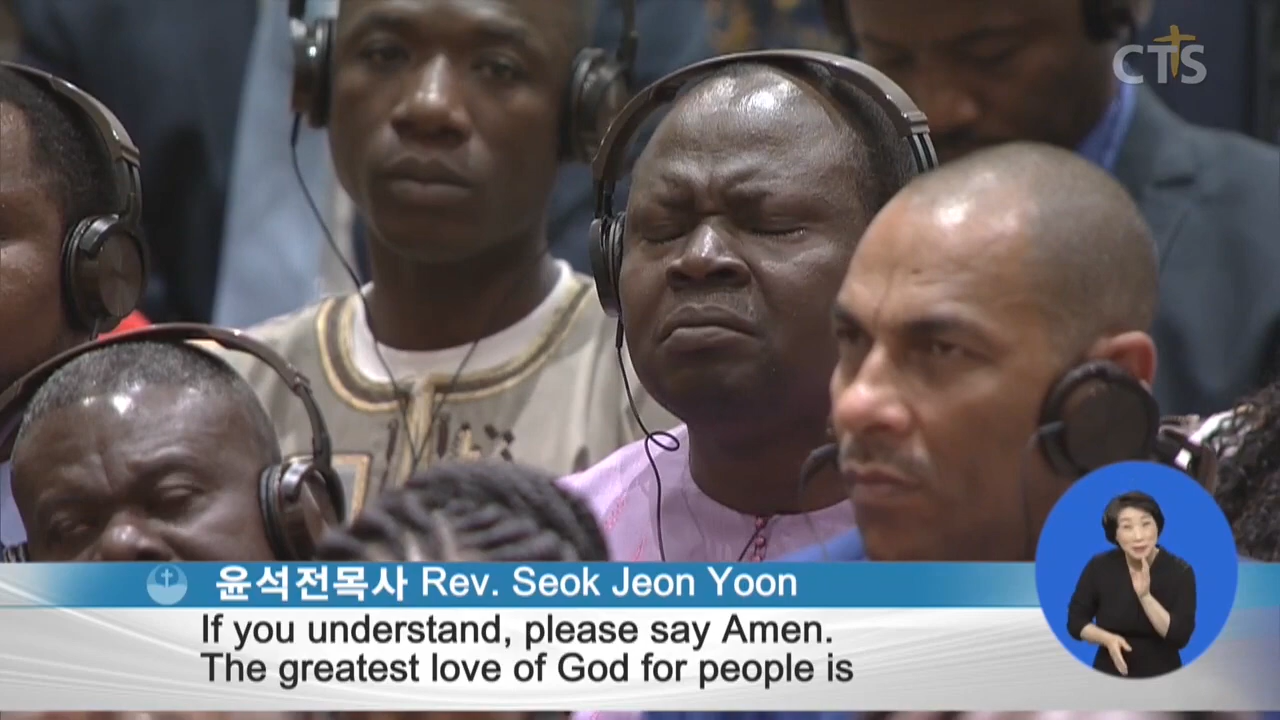 CTS
윤석전목사 Rev. Seok Jeon Yoon
If you understand, please say Amen.
The greatest love of God for people is